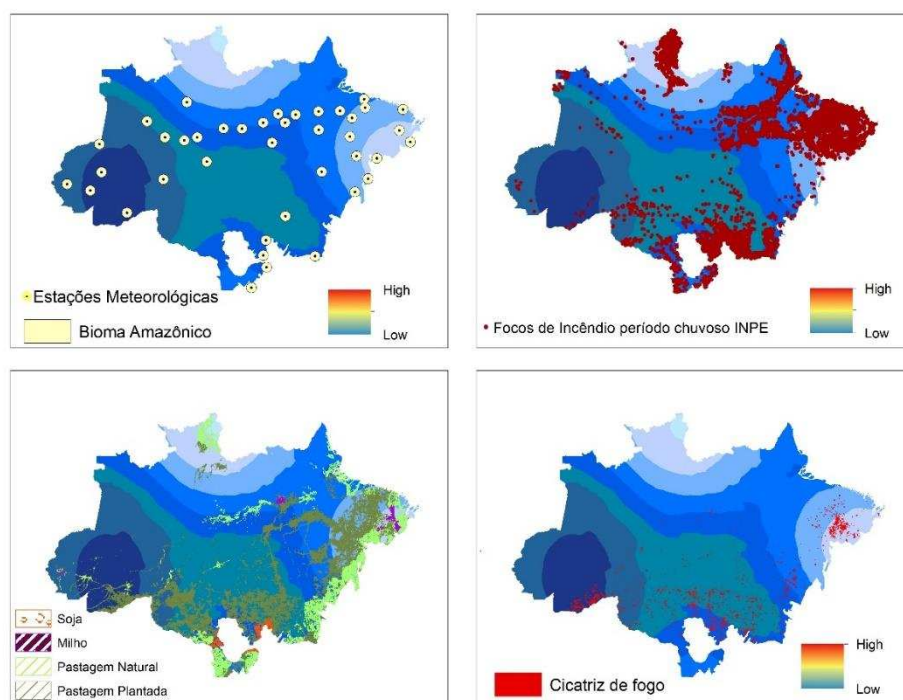 Estações Meteorológicas
Bioma Amazônico
High
Low
Focos de Incêndio período chuvoso INPE
High
Low
Soja
Milho
Pastagem Natural
Pastagem Plantada
Cicatriz de fogo
High
Low